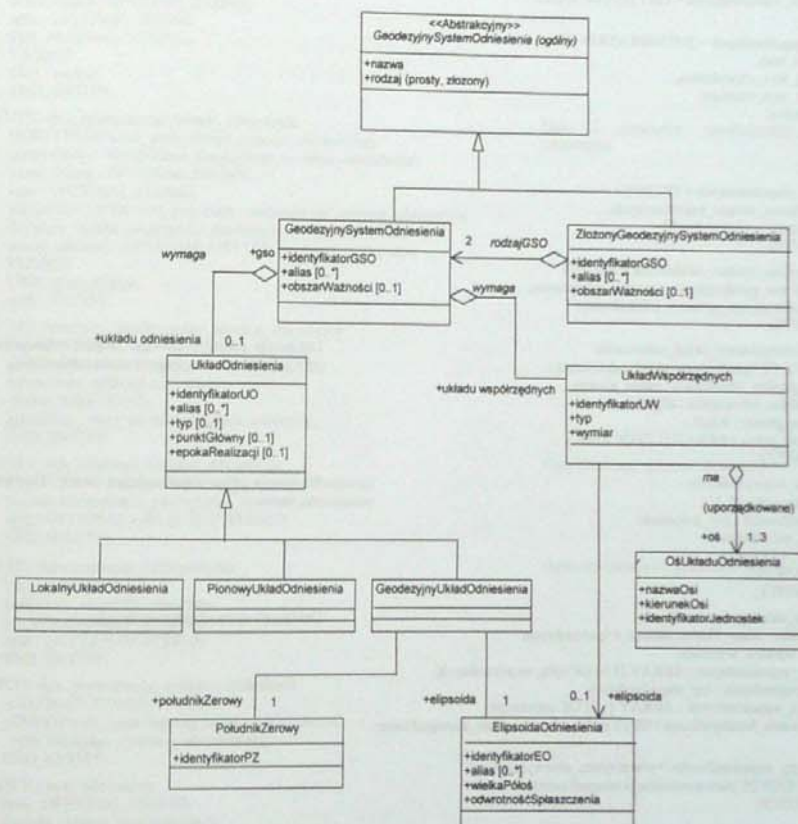 <<Abstrakcyjny>>
GeodezyjnySystemOdniesienia (ogólny)
+nazwa
+rodzaj (prosty, złozony)
GeodezyjnySystemOdniesienia
+identyfikatorGSO
+alias [0..*]
+obszarWażności [0..1]
2
rodzajGSO
ZłożonyGeodezyjnySystemOdniesienia
+identyfikatorGSO
+alias [0..*]
+obszarWażności [0..1]
wymaga
+gso
wymaga
+układu odniesienia
0..1
UkładOdniesienia
+identyfikatorUO
+alias [0..*]
+typ [0..1]
+punktGłówny [0..1]
+epokaRealizacji [0..1]
+układu współrzędnych
UkładWspółrzędnych
+identyfikatorUW
+typ
+wymiar
ma
(uporządkowane)
+oś
1..3
OśUkładuOdniesienia
+nazwaOsi
+kierunekOsi
+identyfikatorJednostek
LokalnyUkładOdniesienia
PionowyUkładOdniesienia
GeodezyjnyUkładOdniesienia
+południkZerowy
1
+elipsoida
1
0..1
+elipsoida
PołudnikZerowy
+identyfikatorPZ
ElipsoidaOdniesienia
+identyfikatorEO
+alias [0..*]
+wielkaPółoś
+odwrotnośćSpłaszczenia